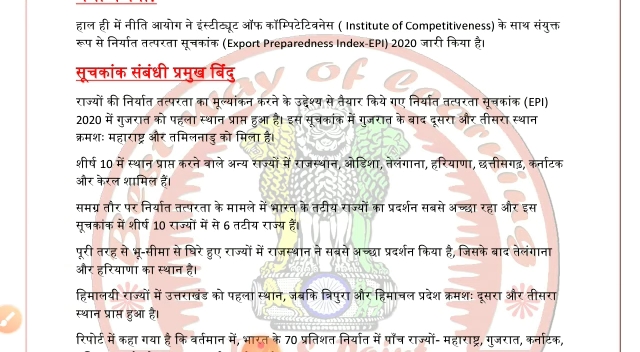 हाल ही में नीति आयोग ने इंस्टीट्यूट ऑफ कॉम्पिटिटिवनेस ( Institute of Competitiveness) के साथ संयुक्त
रूप से निर्यात तत्परता सूचकांक (Export Preparedness Index-EPI) 2020 जारी किया है।
सूचकांक संबंधी प्रमुख बिंदु
राज्यों की निर्यात तत्परता का मूल्यांकन करने के उद्देश्य से तैयार किये गए निर्यात तत्परता सूचकांक (EPI)
2020 में गुजरात को पहला स्थान प्राप्त हुआ है। इस सूचकांक में गुजरात के बाद दूसरा और तीसरा स्थान
क्रमशः महाराष्ट्र और तमिलनाडु को मिला है।
शीर्ष 10 में स्थान प्राप्त करने वाले अन्य राज्यों में राजस्थान, ओडिशा, तेलंगाना, हरियाणा, छत्तीसगढ़, कर्नाटक
और केरल शामिल हैं।
समग्र तौर पर निर्यात तत्परता के मामले में भारत के तटीय राज्यों का प्रदर्शन सबसे अच्छा रहा और इस
सूचकांक में शीर्ष 10 राज्यों में से 6 तटीय राज्य हैं।
पूरी तरह से भू-सीमा से घिरे हुए राज्यों में राजस्थान ने सबसे अच्छा प्रदर्शन किया है, जिसके बाद तेलंगाना
और हरियाणा का स्थान है।
हिमालयी राज्यों में उत्तराखंड को पहला स्थान, जबकि त्रिपुरा और हिमाचल प्रदेश क्रमशः दूसरा और तीसरा
स्थान प्राप्त हुआ है।
रिपोर्ट में कहा गया है कि वर्तमान में, भारत के 70 प्रतिशत निर्यात में पाँच राज्यों- महाराष्ट्र, गुजरात, कर्नाटक,